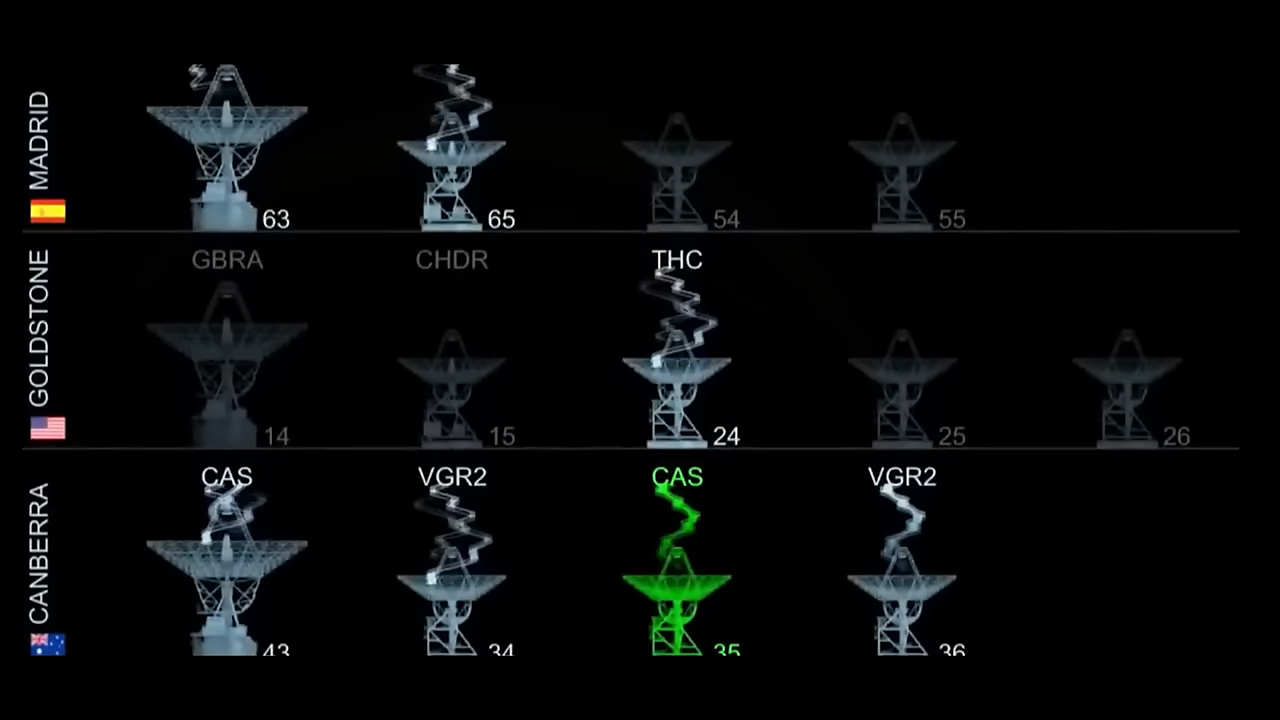 MADRID
63
65
54
55
GOLDSTONE
GBRA
CHDR
THC
14
15
24
25
26
CANBERRA
CAS
VGR2
CAS
VGR2
43
34
35
36